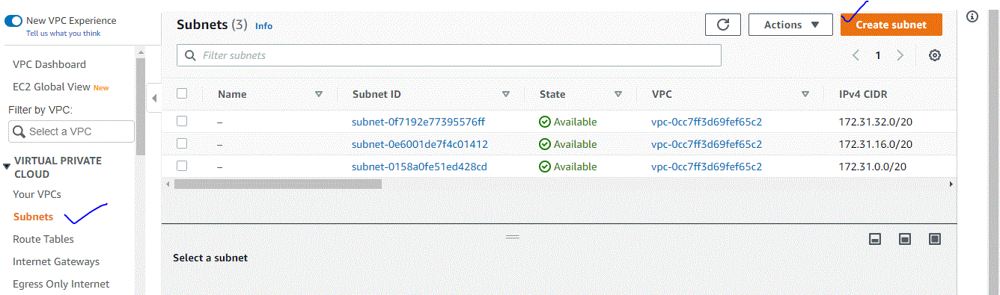 New VPC Experience
Tell us what you think
VPC Dashboard
EC2 Global View New
Filter by VPC:
Select a VPC
VIRTUAL PRIVATE
CLOUD
Your VPCs
Subnets
Route Tables
Internet Gateways
Egress Only Internet
Subnets (3) Info
Actions
Create subnet
Filter subnets
1
Name Subnet ID State VPC IPv4 CIDR
– subnet-0f7192e77395576ff Available vpc-0cc7ff3d69fef65c2 172.31.32.0/20
– subnet-0e6001de7f4c01412 Available vpc-0cc7ff3d69fef65c2 172.31.16.0/20
– subnet-0158a0fe51ed428cd Available vpc-0cc7ff3d69fef65c2 172.31.0.0/20
Select a subnet